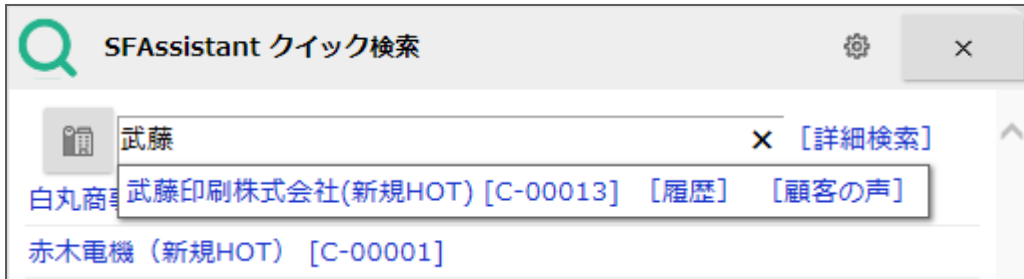 SFAssistant クイック検索
武藤 [詳細検索]
武藤印刷株式会社(新規HOT) [C-00013] [履歴] [顧客の声]
白丸商
赤木電機（新規HOT） [C-00001]